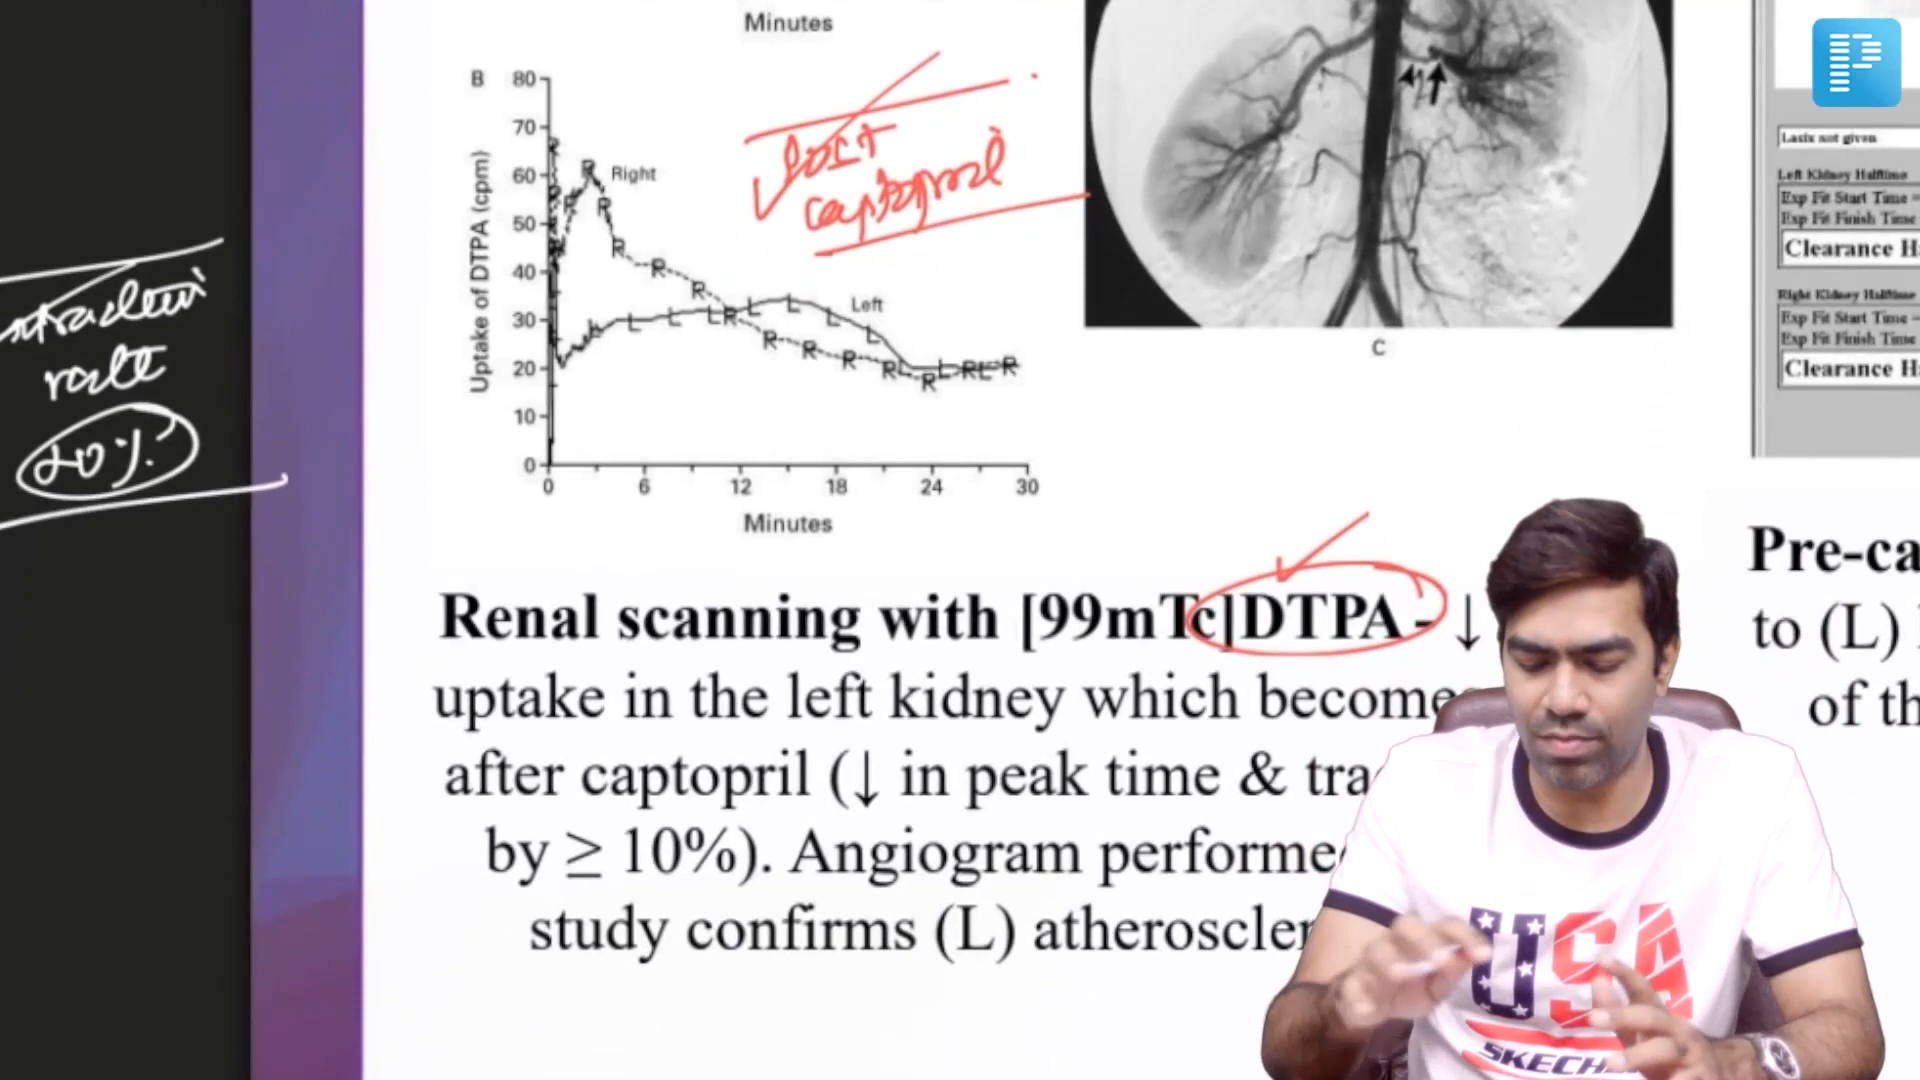 Minutes
B
80
70
60
50
40
30
20
10
0
Uptake of DTPA (cpm)
Right
Left
0 6 12 18 24 30
Minutes
captopril
rate
20%
C
Lasix not given
Left Kidney Halftime
Exp Fit Start Time
Exp Fit Finish Time
Clearance H
Right Kidney Halftime
Exp Fit Start Time
Exp Fit Finish Time
Clearance H
Renal scanning with [99mTc]DTPA - ↓
uptake in the left kidney which become
after captopril (↓ in peak time & tra
by ≥ 10%). Angiogram performe
study confirms (L) atheroscler
Pre-ca
to (L)
of th
USA
SKECH